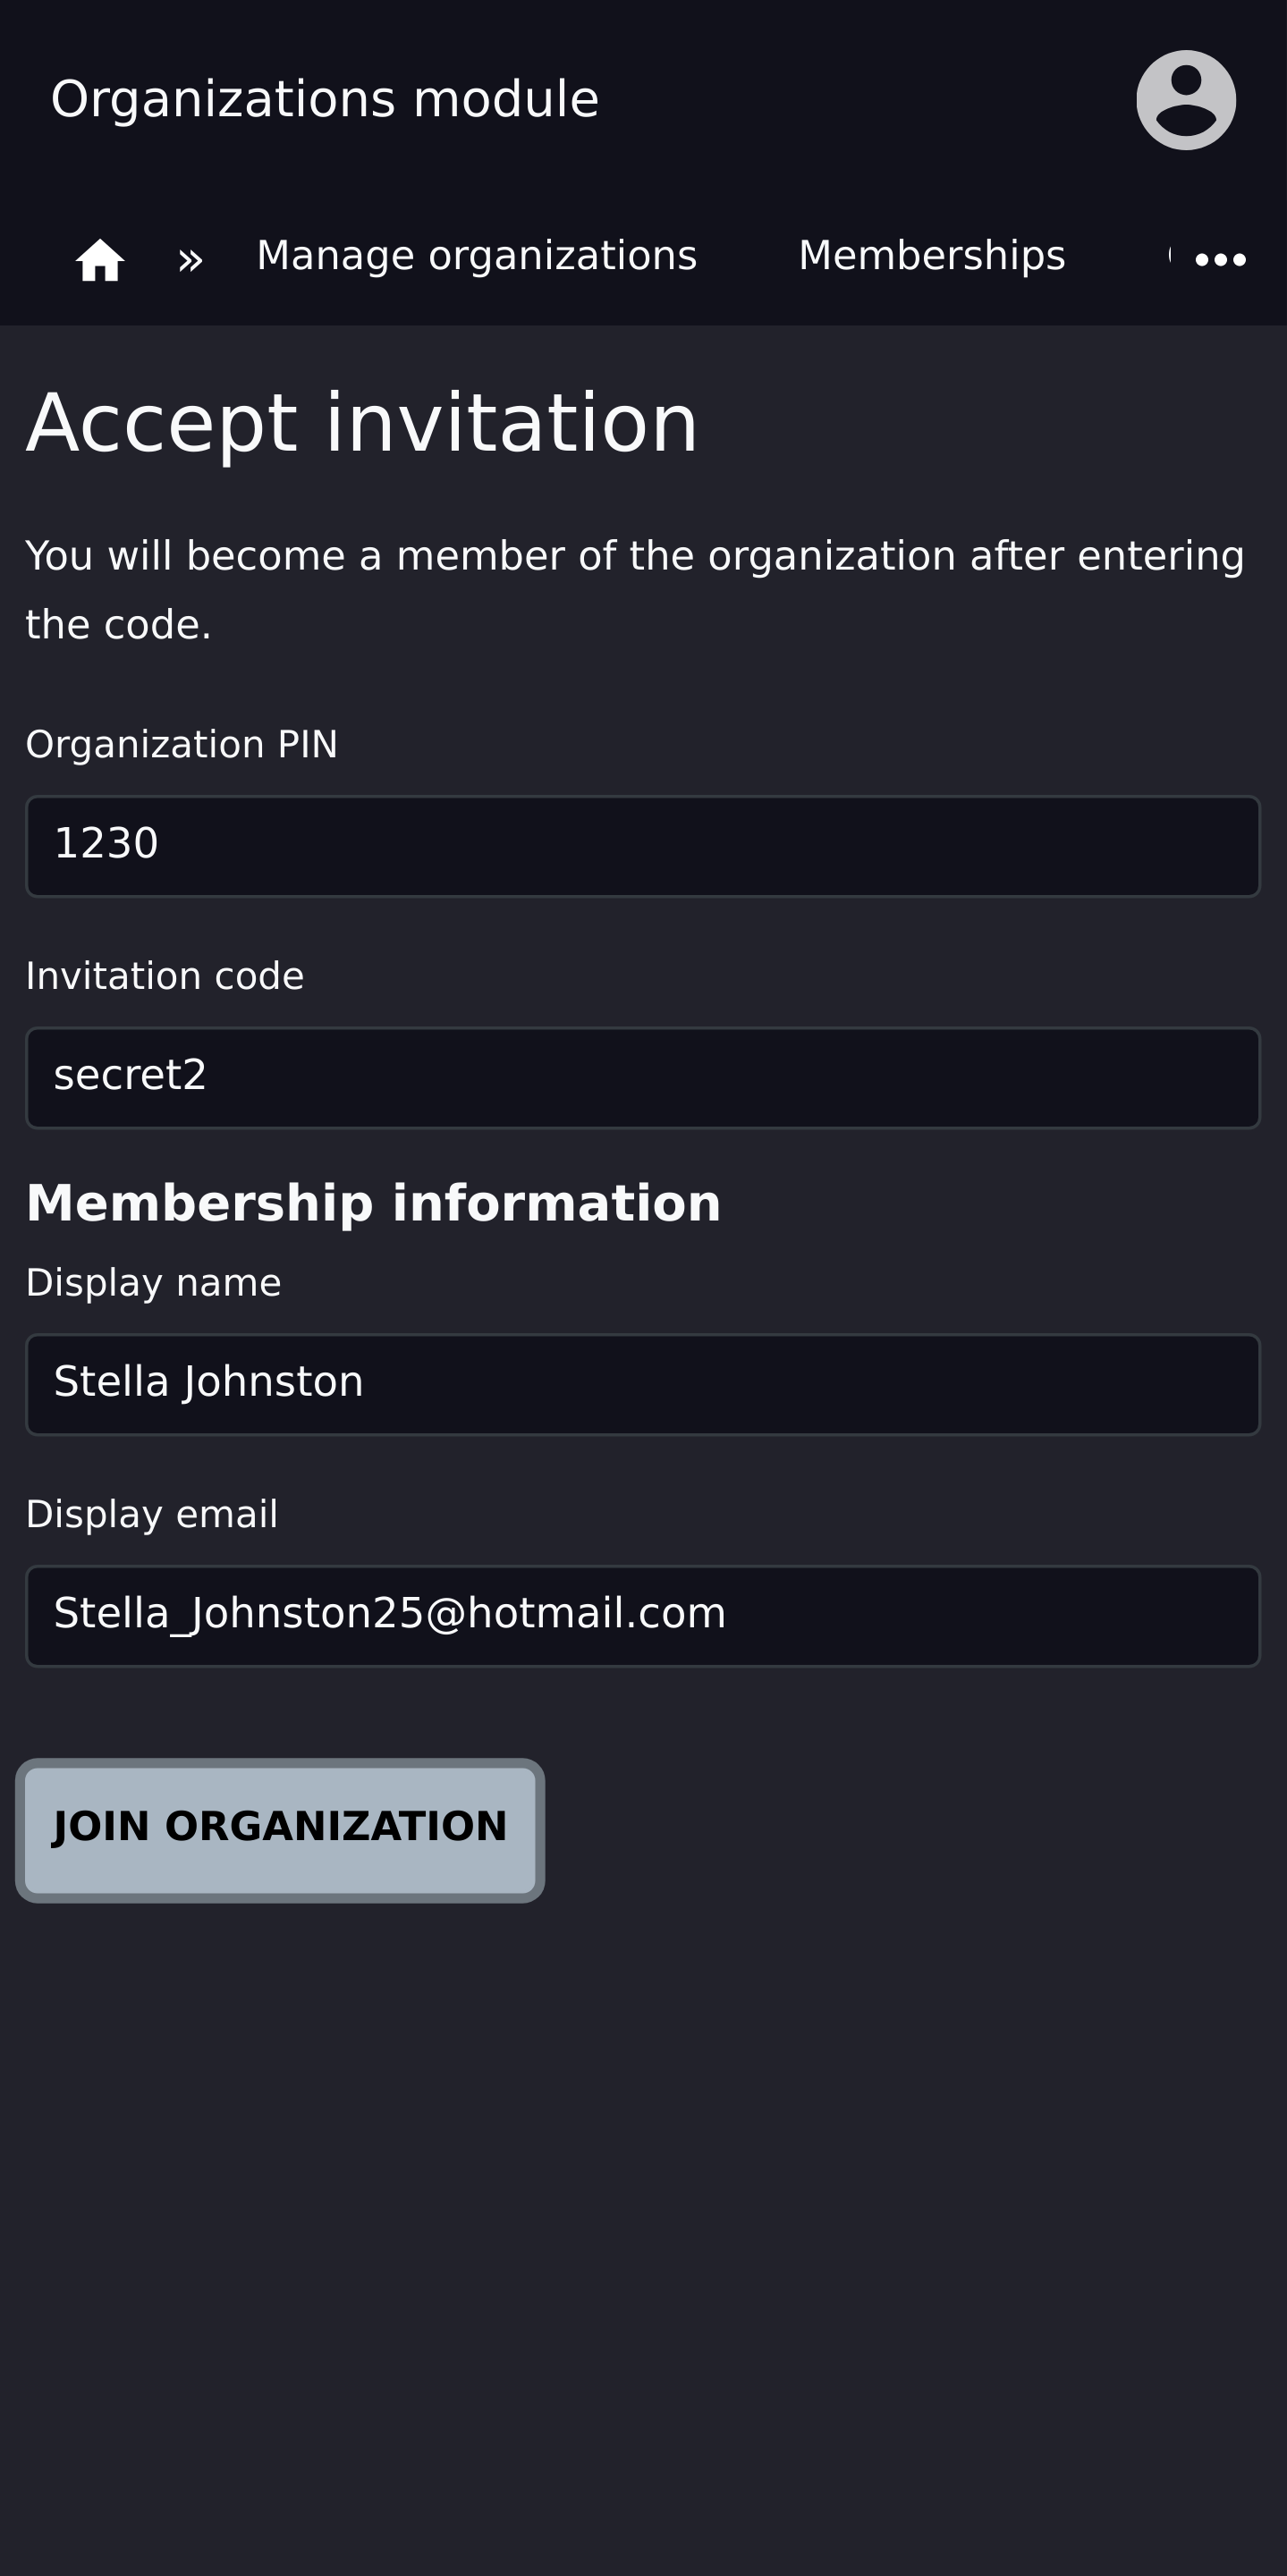 Organizations module
» Manage organizations Memberships
Accept invitation
You will become a member of the organization after entering
the code.
Organization PIN
1230
Invitation code
secret2
Membership information
Display name
Stella Johnston
Display email
Stella_Johnston25@hotmail.com
JOIN ORGANIZATION